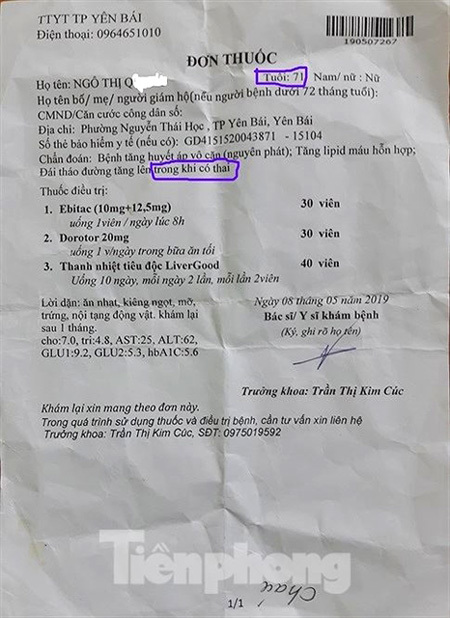 TTYT TP YÊN BÁI
Điện thoại: 0964651010
190507267
ĐƠN THUỐC
Họ tên: NGÔ THỊ Q
Tuổi: 71 Nam/ nữ : Nữ
Họ tên bố/ mẹ/ người giám hộ(nếu người bệnh dưới 72 tháng tuổi):
CMND/Căn cước công dân số:
Địa chỉ: Phường Nguyễn Thái Học , TP Yên Bái, Yên Bái
Số thẻ bảo hiểm y tế (nếu có): GD4151520043871 - 15104
Chẩn đoán: Bệnh tăng huyết áp vô căn (nguyên phát); Tăng lipid máu hỗn hợp;
Đái tháo đường tăng lên trong khi có thai
Thuốc điều trị:
1. Ebitac (10mg+12,5mg) 30 viên
uống 1viên / ngày lúc 8h
2. Dorotor 20mg 30 viên
uống 1v/ngày trong bữa ăn tối
3. Thanh nhiệt tiêu độc LiverGood 40 viên
Uống 10 ngày, mỗi ngày 2 lần, mỗi lần 2viên
Lời dặn: ăn nhạt, kiêng ngọt, mỡ,
trứng, nội tạng động vật. khám lại
sau 1 tháng.
cho:7.0, tri:4.8, AST:25, ALT:62,
GLU1:9.2, GLU2:5.3, hbA1C:5.6
Ngày 08 tháng 05 năm 2019
Bác sĩ/ Y sĩ khám bệnh
(Ký, ghi rõ họ tên)
Trưởng khoa: Trần Thị Kim Cúc
Khám lại xin mang theo đơn này.
Trong quá trình sử dụng thuốc và điều trị bệnh, cần tư vấn xin liên hệ
Trưởng khoa: Trần Thị Kim Cúc, SĐT: 0975019592
Tiềnphong
1/1